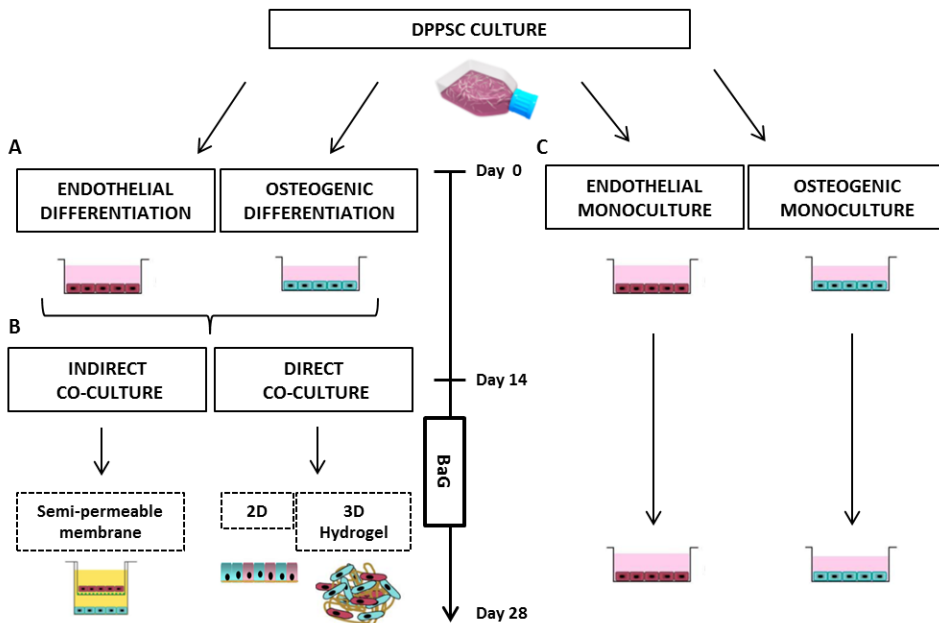 DPPSC CULTURE
A
ENDOTHELIAL
DIFFERENTIATION
OSTEOGENIC
DIFFERENTIATION
Day 0
C
ENDOTHELIAL
MONOCULTURE
OSTEOGENIC
MONOCULTURE
B
INDIRECT
CO-CULTURE
DIRECT
CO-CULTURE
Day 14
BaG
Semi-permeable
membrane
2D
3D
Hydrogel
Day 28